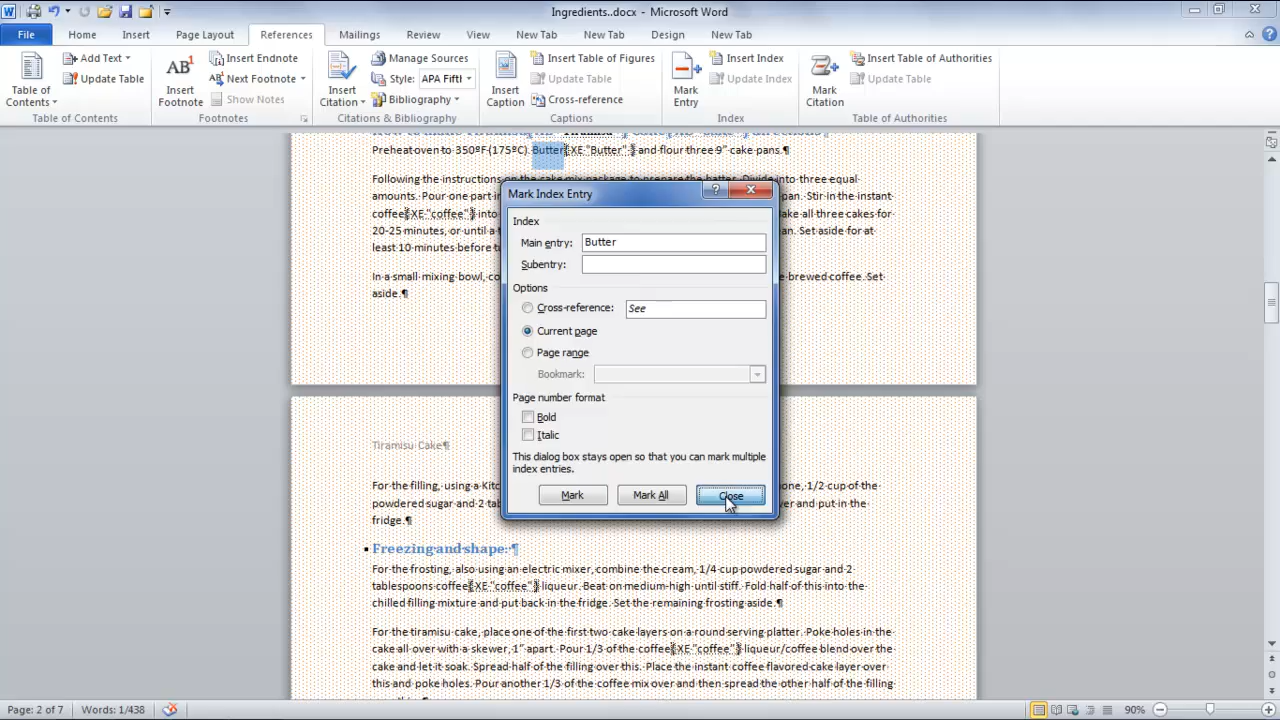 Ingredients..docx - Microsoft Word
File Home Insert Page Layout References Mailings Review View New Tab New Tab Design New Tab
Table of Contents
Add Text
Update Table
Table of Contents
AB¹
Insert Footnote
Insert Endnote
Next Footnote
Show Notes
Footnotes
Insert Citation
Manage Sources
Style: APA Fiftl
Bibliography
Citations & Bibliography
Insert Caption
Insert Table of Figures
Update Table
Cross-reference
Captions
Mark Entry
Insert Index
Update Index
Index
Mark Citation
Insert Table of Authorities
Update Table
Table of Authorities
Preheat oven to 350ºF (175ºC). Butter{ XE "Butter" } and flour three 9" cake pans.¶
Following the instructions on the cake mix package to prepare the batter. Divide into three equal
amounts. Pour one part in pan. Stir in the instant
coffee{ XE "coffee" } into ake all three cakes for
20-25 minutes, or until a pan. Set aside for at
least 10 minutes before
In a small mixing bowl, co e brewed coffee. Set
aside.¶
Mark Index Entry
Index
Main entry: Butter
Subentry:
Options
Cross-reference: See
Current page
Page range
Bookmark:
Page number format
Bold
Italic
This dialog box stays open so that you can mark multiple
index entries.
Mark Mark All Close
Tiramisu Cake¶
For the filling, using a Kitc one, 1/2 cup of the
powdered sugar and 2 tab ver and put in the
fridge.¶
Freezing and shape: ¶
For the frosting, also using an electric mixer, combine the cream, 1/4 cup powdered sugar and 2
tablespoons coffee{ XE "coffee" } liqueur. Beat on medium-high until stiff. Fold half of this into the
chilled filling mixture and put back in the fridge. Set the remaining frosting aside.¶
For the tiramisu cake, place one of the first two cake layers on a round serving platter. Poke holes in the
cake all over with a skewer, 1" apart. Pour 1/3 of the coffee{ XE "coffee" } liqueur/coffee blend over the
cake and let it soak. Spread half of the filling over this. Place the instant coffee flavored cake layer over
this and poke holes. Pour another 1/3 of the coffee mix over and then spread the other half of the filling
Page: 2 of 7 Words: 1/438 90%